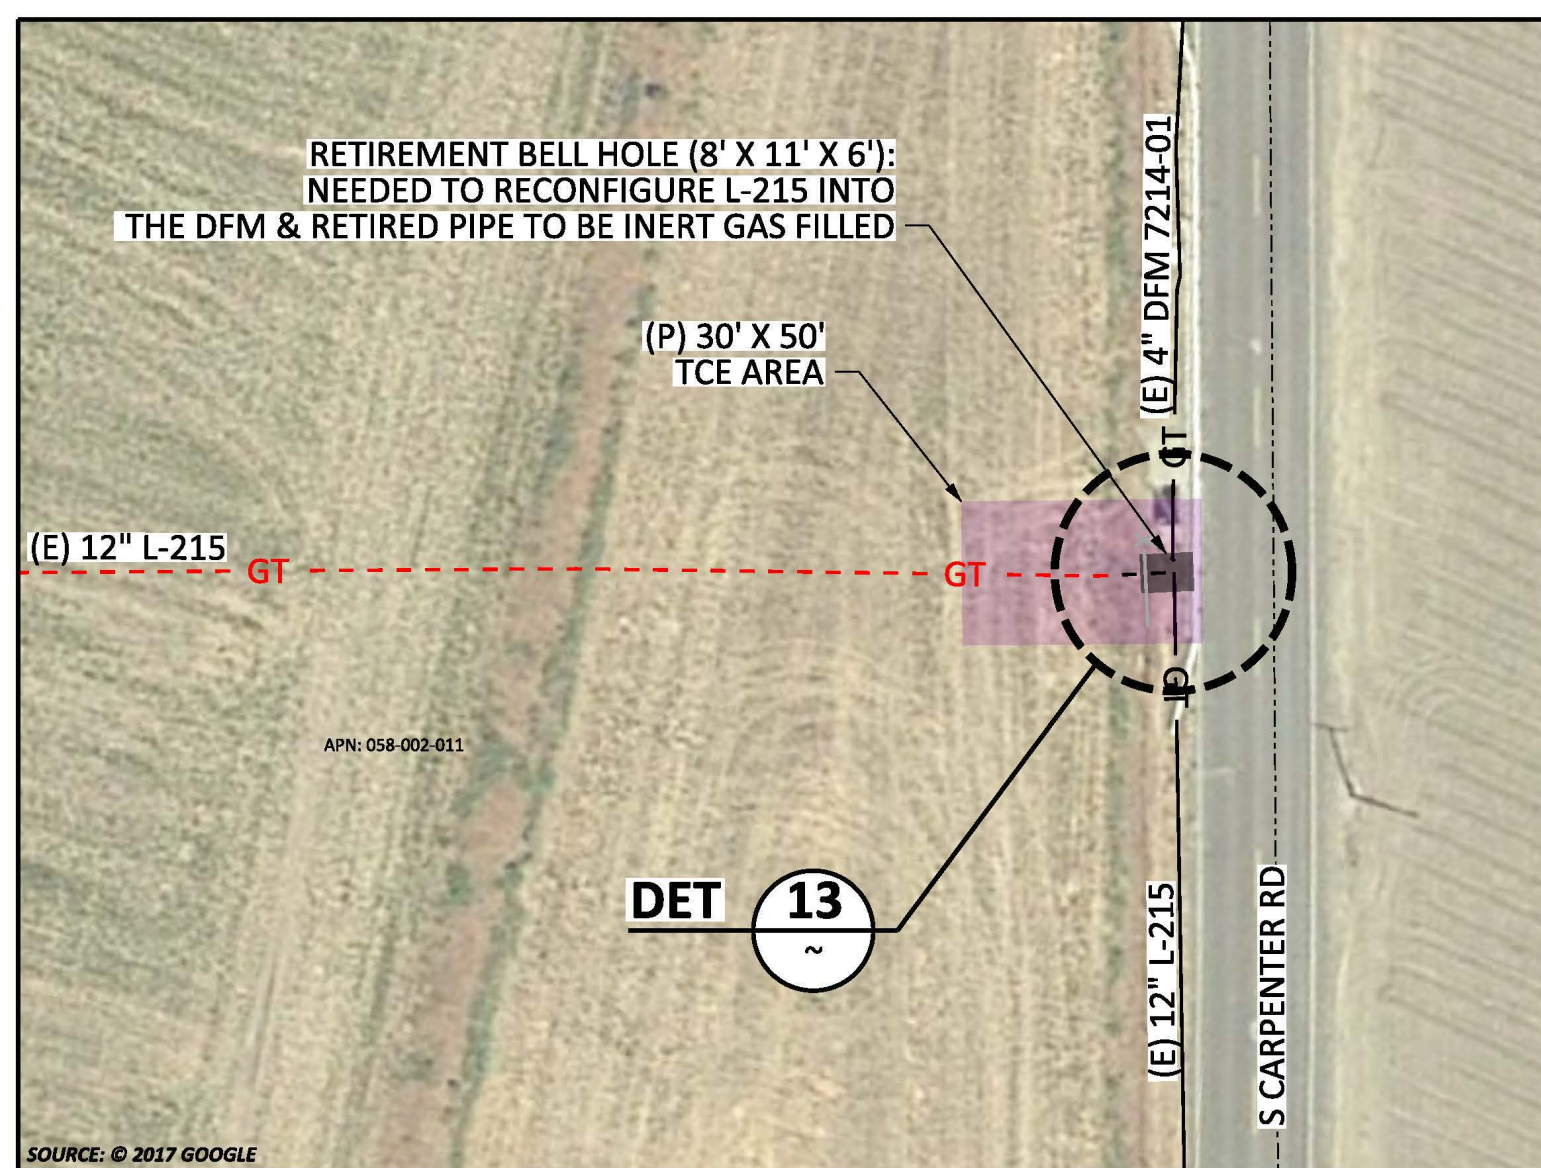 RETIREMENT BELL HOLE (8' X 11' X 6'):
NEEDED TO RECONFIGURE L-215 INTO
THE DFM & RETIRED PIPE TO BE INERT GAS FILLED
(E) 4" DFM 7214-01
(P) 30' X 50'
TCE AREA
GT
(E) 12" L-215
GT
GT
GT
APN: 058-002-011
DET
13
~
(E) 12" L-215
S CARPENTER RD
SOURCE: © 2017 GOOGLE